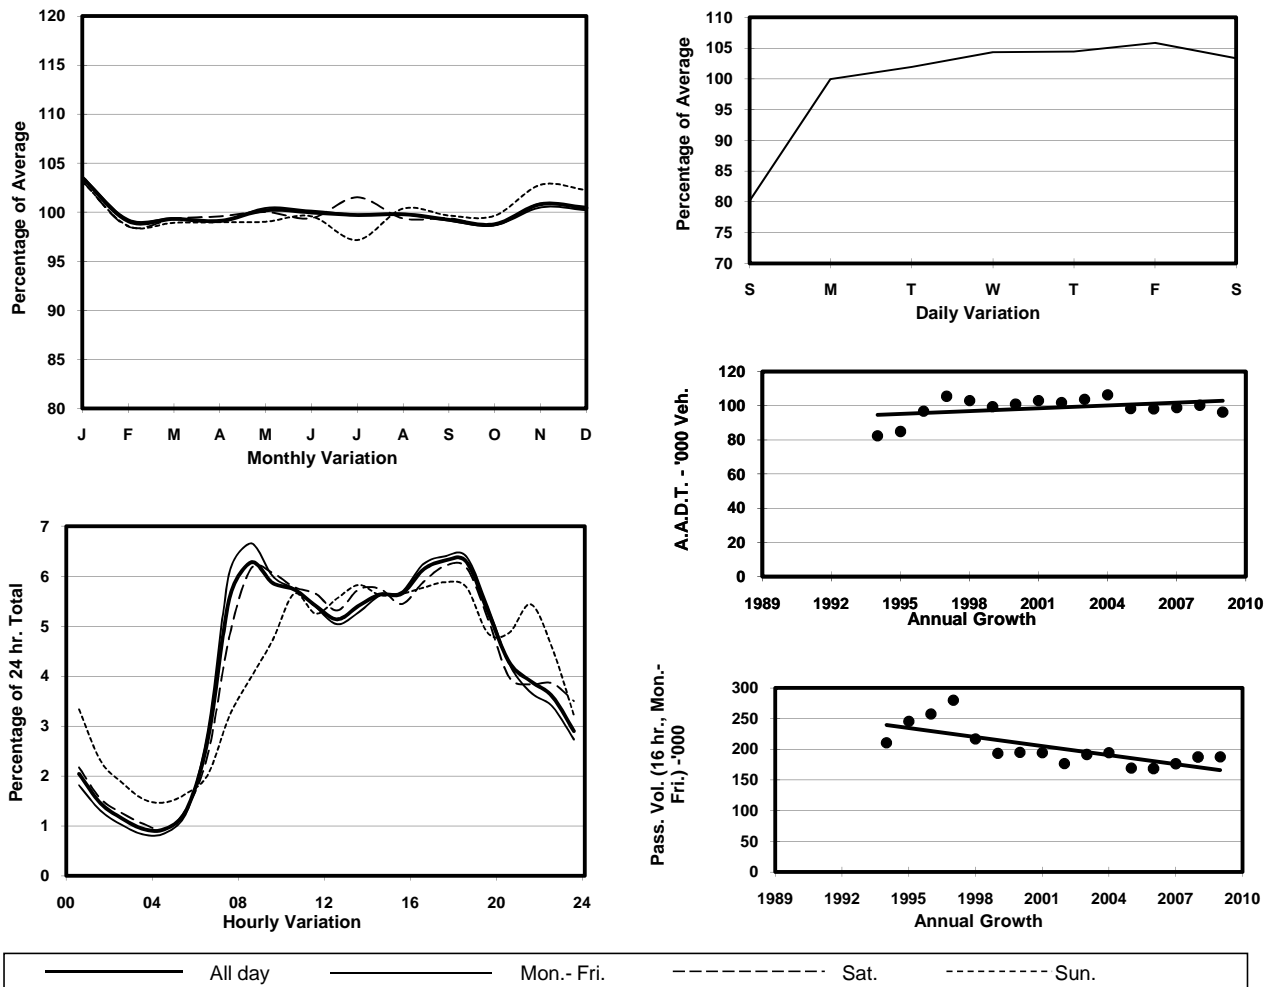 120
115
110
105
100
95
90
85
80
Percentage of Average
J F M A M J J A S O N D
Monthly Variation
110
105
100
95
90
85
80
75
70
Percentage of Average
S M T W T F S
Daily Variation
120
100
80
60
40
20
0
A.A.D.T. - '000 Veh.
1989 1992 1995 1998 2001 2004 2007 2010
Annual Growth
7
6
5
4
3
2
1
0
Percentage of 24 hr. Total
00 04 08 12 16 20 24
Hourly Variation
300
250
200
150
100
50
0
Pass. Vol. (16 hr., Mon.-
Fri.) -'000
1989 1992 1995 1998 2001 2004 2007 2010
Annual Growth
All day Mon.- Fri. Sat. Sun.